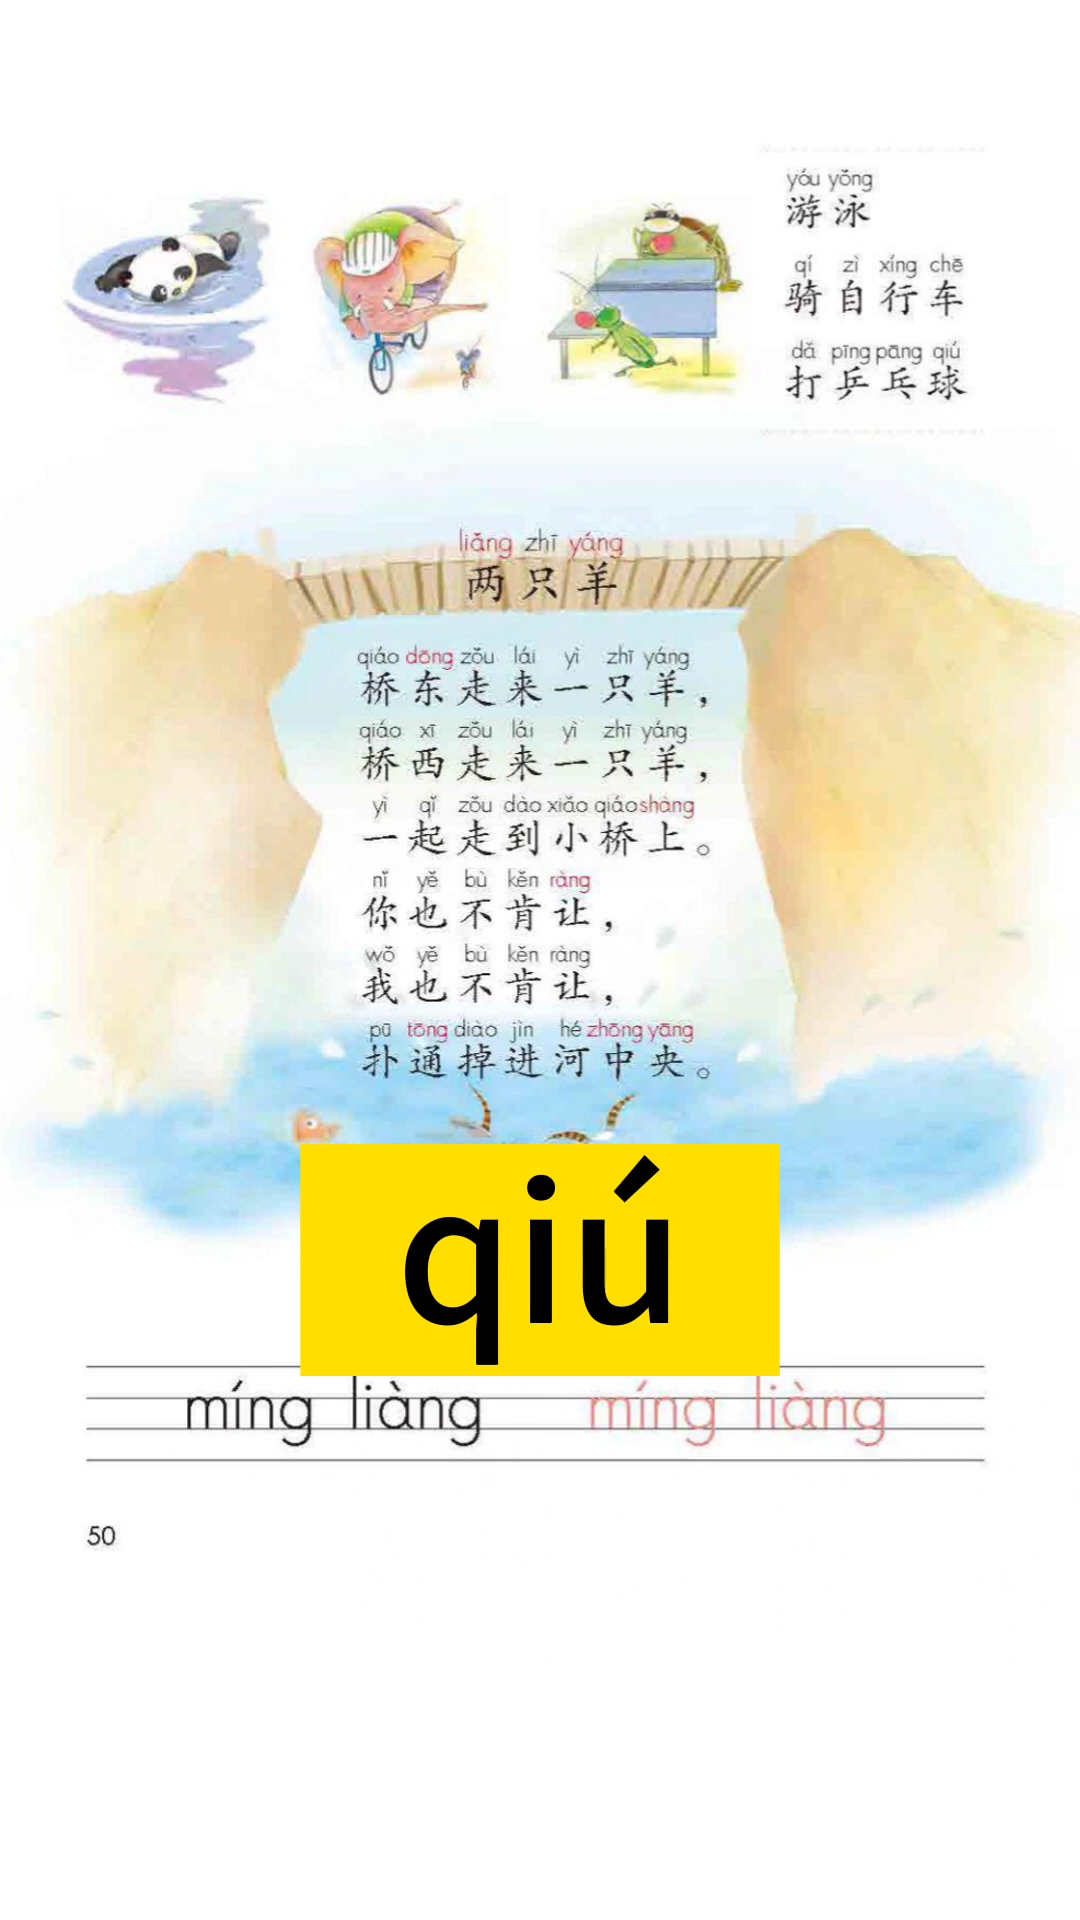 yóu yǒng
游泳
qí zì xíng chē
骑自行车
dǎ pīng pāng qiú
打乒乓球
liǎng zhī yáng
两只羊
qiáo dōng zǒu lái yì zhī yáng
桥东走来一只羊，
qiáo xī zǒu lái yì zhī yáng
桥西走来一只羊，
yì qǐ zǒu dào xiǎo qiáo shàng
一起走到小桥上。
nǐ yě bù kěn ràng
你也不肯让，
wǒ yě bù kěn ràng
我也不肯让，
pū tōng diào jìn hé zhōng yāng
扑通掉进河中央。
qiú
míng liàng míng liàng
50